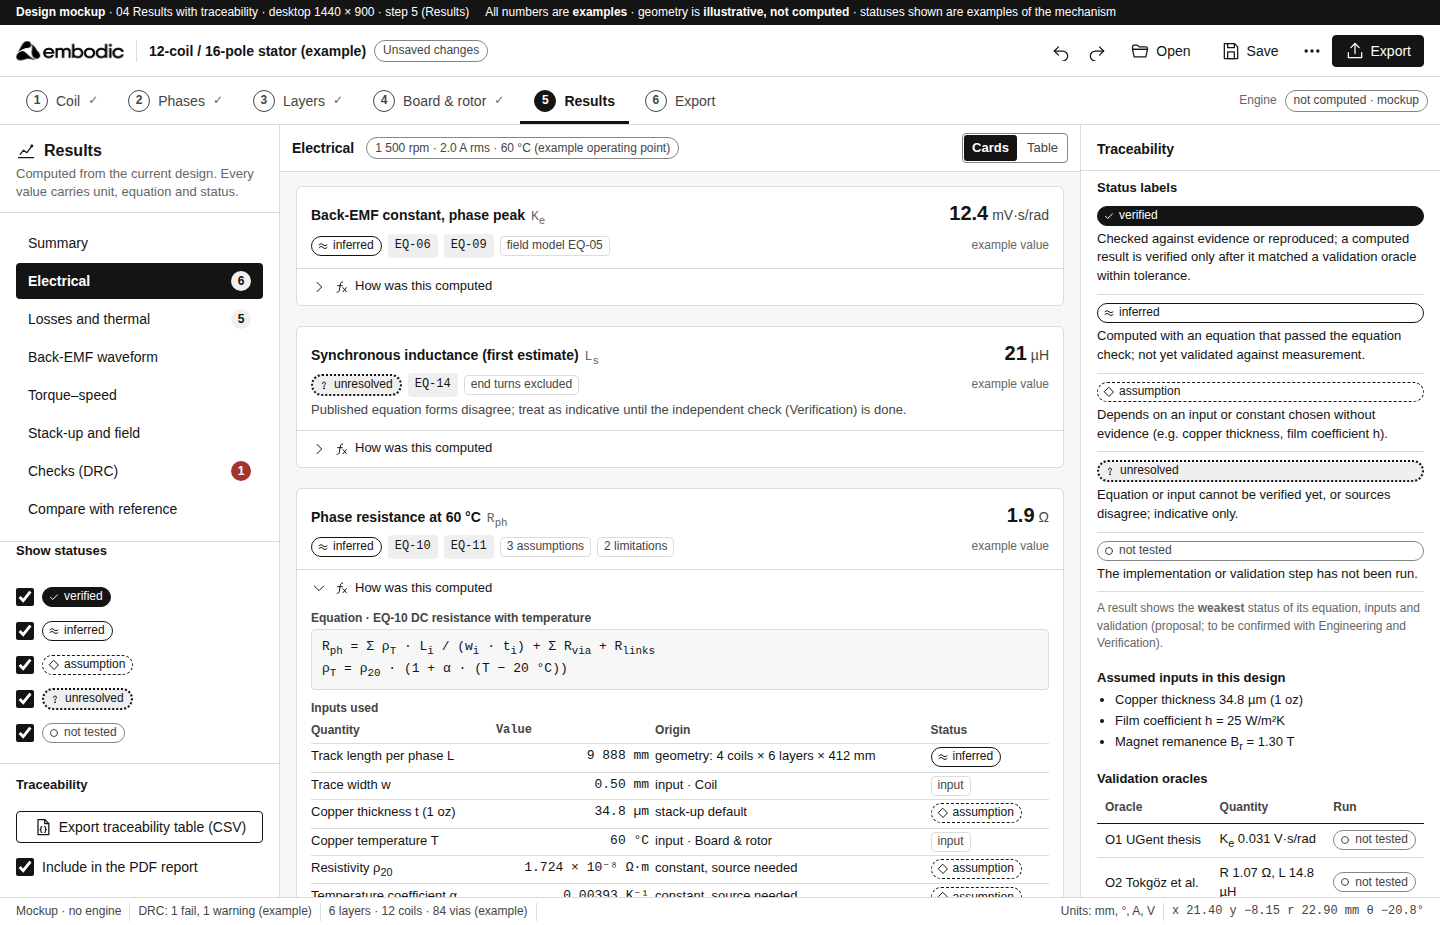 Design mockup · 04 Results with traceability · desktop 1440 × 900 · step 5 (Results) All numbers are examples · geometry is illustrative, not computed · statuses shown are examples of the mechanism
embodic 12-coil / 16-pole stator (example) Unsaved changes Open Save Export
1 Coil ✓ 2 Phases ✓ 3 Layers ✓ 4 Board & rotor ✓ 5 Results 6 Export Engine not computed · mockup
Results
Computed from the current design. Every
value carries unit, equation and status.
Summary
Electrical 6
Losses and thermal 5
Back-EMF waveform
Torque–speed
Stack-up and field
Checks (DRC) 1
Compare with reference
Show statuses
verified
inferred
assumption
unresolved
not tested
Traceability
Export traceability table (CSV)
Include in the PDF report
Electrical 1 500 rpm · 2.0 A rms · 60 °C (example operating point) Cards Table
Back-EMF constant, phase peak Ke 12.4 mV·s/rad
inferred EQ-06 EQ-09 field model EQ-05 example value
How was this computed
Synchronous inductance (first estimate) Ls 21 µH
unresolved EQ-14 end turns excluded example value
Published equation forms disagree; treat as indicative until the independent check (Verification) is done.
How was this computed
Phase resistance at 60 °C Rph 1.9 Ω
inferred EQ-10 EQ-11 3 assumptions 2 limitations example value
How was this computed
Equation · EQ-10 DC resistance with temperature
Rph = Σ ρT · Li / (wi · ti) + Σ Rvia + Rlinks
ρT = ρ20 · (1 + α · (T − 20 °C))
Inputs used
Quantity Value Origin Status
Track length per phase L 9 888 mm geometry: 4 coils × 6 layers × 412 mm inferred
Trace width w 0.50 mm input · Coil input
Copper thickness t (1 oz) 34.8 µm stack-up default assumption
Copper temperature T 60 °C input · Board & rotor input
Resistivity ρ20 1.724 × 10⁻⁸ Ω·m constant, source needed assumption
Temperature coefficient α 0.00393 K⁻¹ constant, source needed assumption
Traceability
Status labels
verified
Checked against evidence or reproduced; a computed
result is verified only after it matched a validation oracle
within tolerance.
inferred
Computed with an equation that passed the equation
check; not yet validated against measurement.
assumption
Depends on an input or constant chosen without
evidence (e.g. copper thickness, film coefficient h).
unresolved
Equation or input cannot be verified yet, or sources
disagree; indicative only.
not tested
The implementation or validation step has not been run.
A result shows the weakest status of its equation, inputs and
validation (proposal; to be confirmed with Engineering and
Verification).
Assumed inputs in this design
• Copper thickness 34.8 µm (1 oz)
• Film coefficient h = 25 W/m²K
• Magnet remanence Br = 1.30 T
Validation oracles
Oracle Quantity Run
O1 UGent thesis Ke 0.031 V·s/rad not tested
O2 Tokgöz et al. R 1.07 Ω, L 14.8 µH not tested
Mockup · no engine DRC: 1 fail, 1 warning (example) 6 layers · 12 coils · 84 vias (example) Units: mm, °, A, V x 21.40 y −8.15 r 22.90 mm θ −20.8°